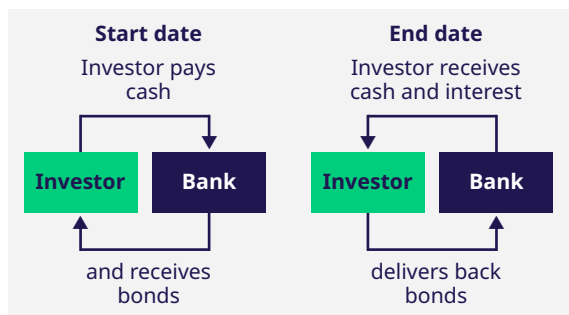 Start date
Investor pays
cash
Investor
Bank
and receives
bonds
End date
Investor receives
cash and interest
Investor
Bank
delivers back
bonds